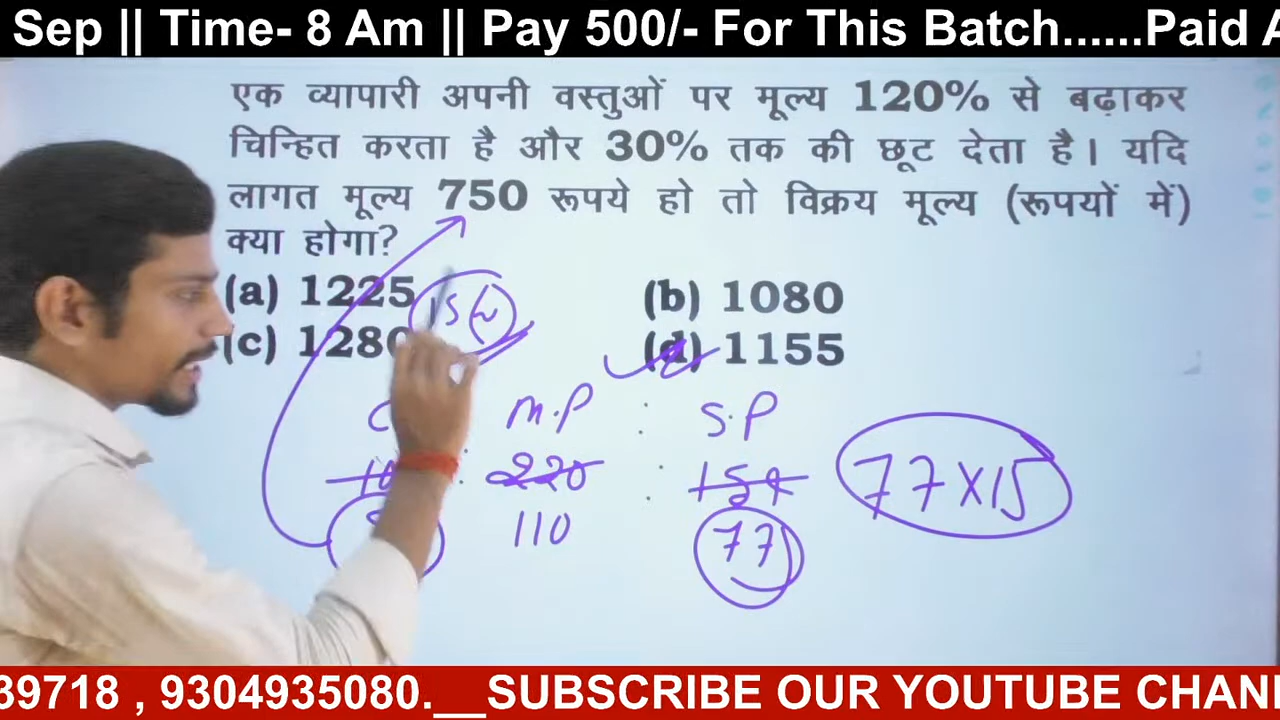 Sep || Time- 8 Am || Pay 500/- For This Batch......Paid A
एक व्यापारी अपनी वस्तुओं पर मूल्य 120% से बढ़ाकर
चिन्हित करता है और 30% तक की छूट देता है। यदि
लागत मूल्य 750 रूपये हो तो विक्रय मूल्य (रूपयों में)
क्या होगा?
(a) 1225
(b) 1080
(c) 1280
(d) 1155
M.P : S.P
220 : 154
77×15
110
77
39718 , 9304935080.__SUBSCRIBE OUR YOUTUBE CHAN